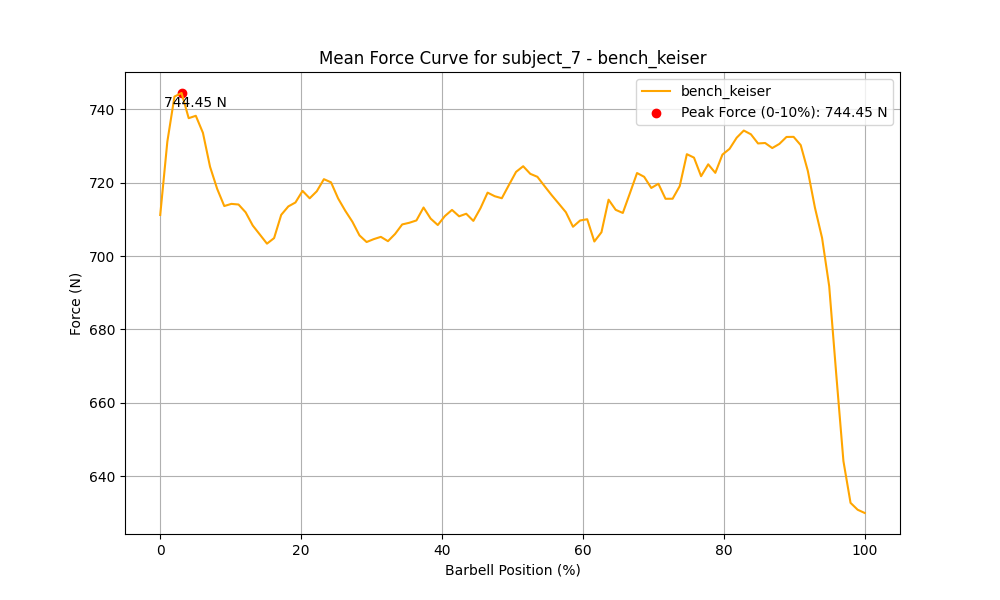 Mean Force Curve for subject_7 - bench_keiser
bench_keiser
Peak Force (0-10%): 744.45 N
744.45 N
740
720
700
680
660
640
Force (N)
0 20 40 60 80 100
Barbell Position (%)